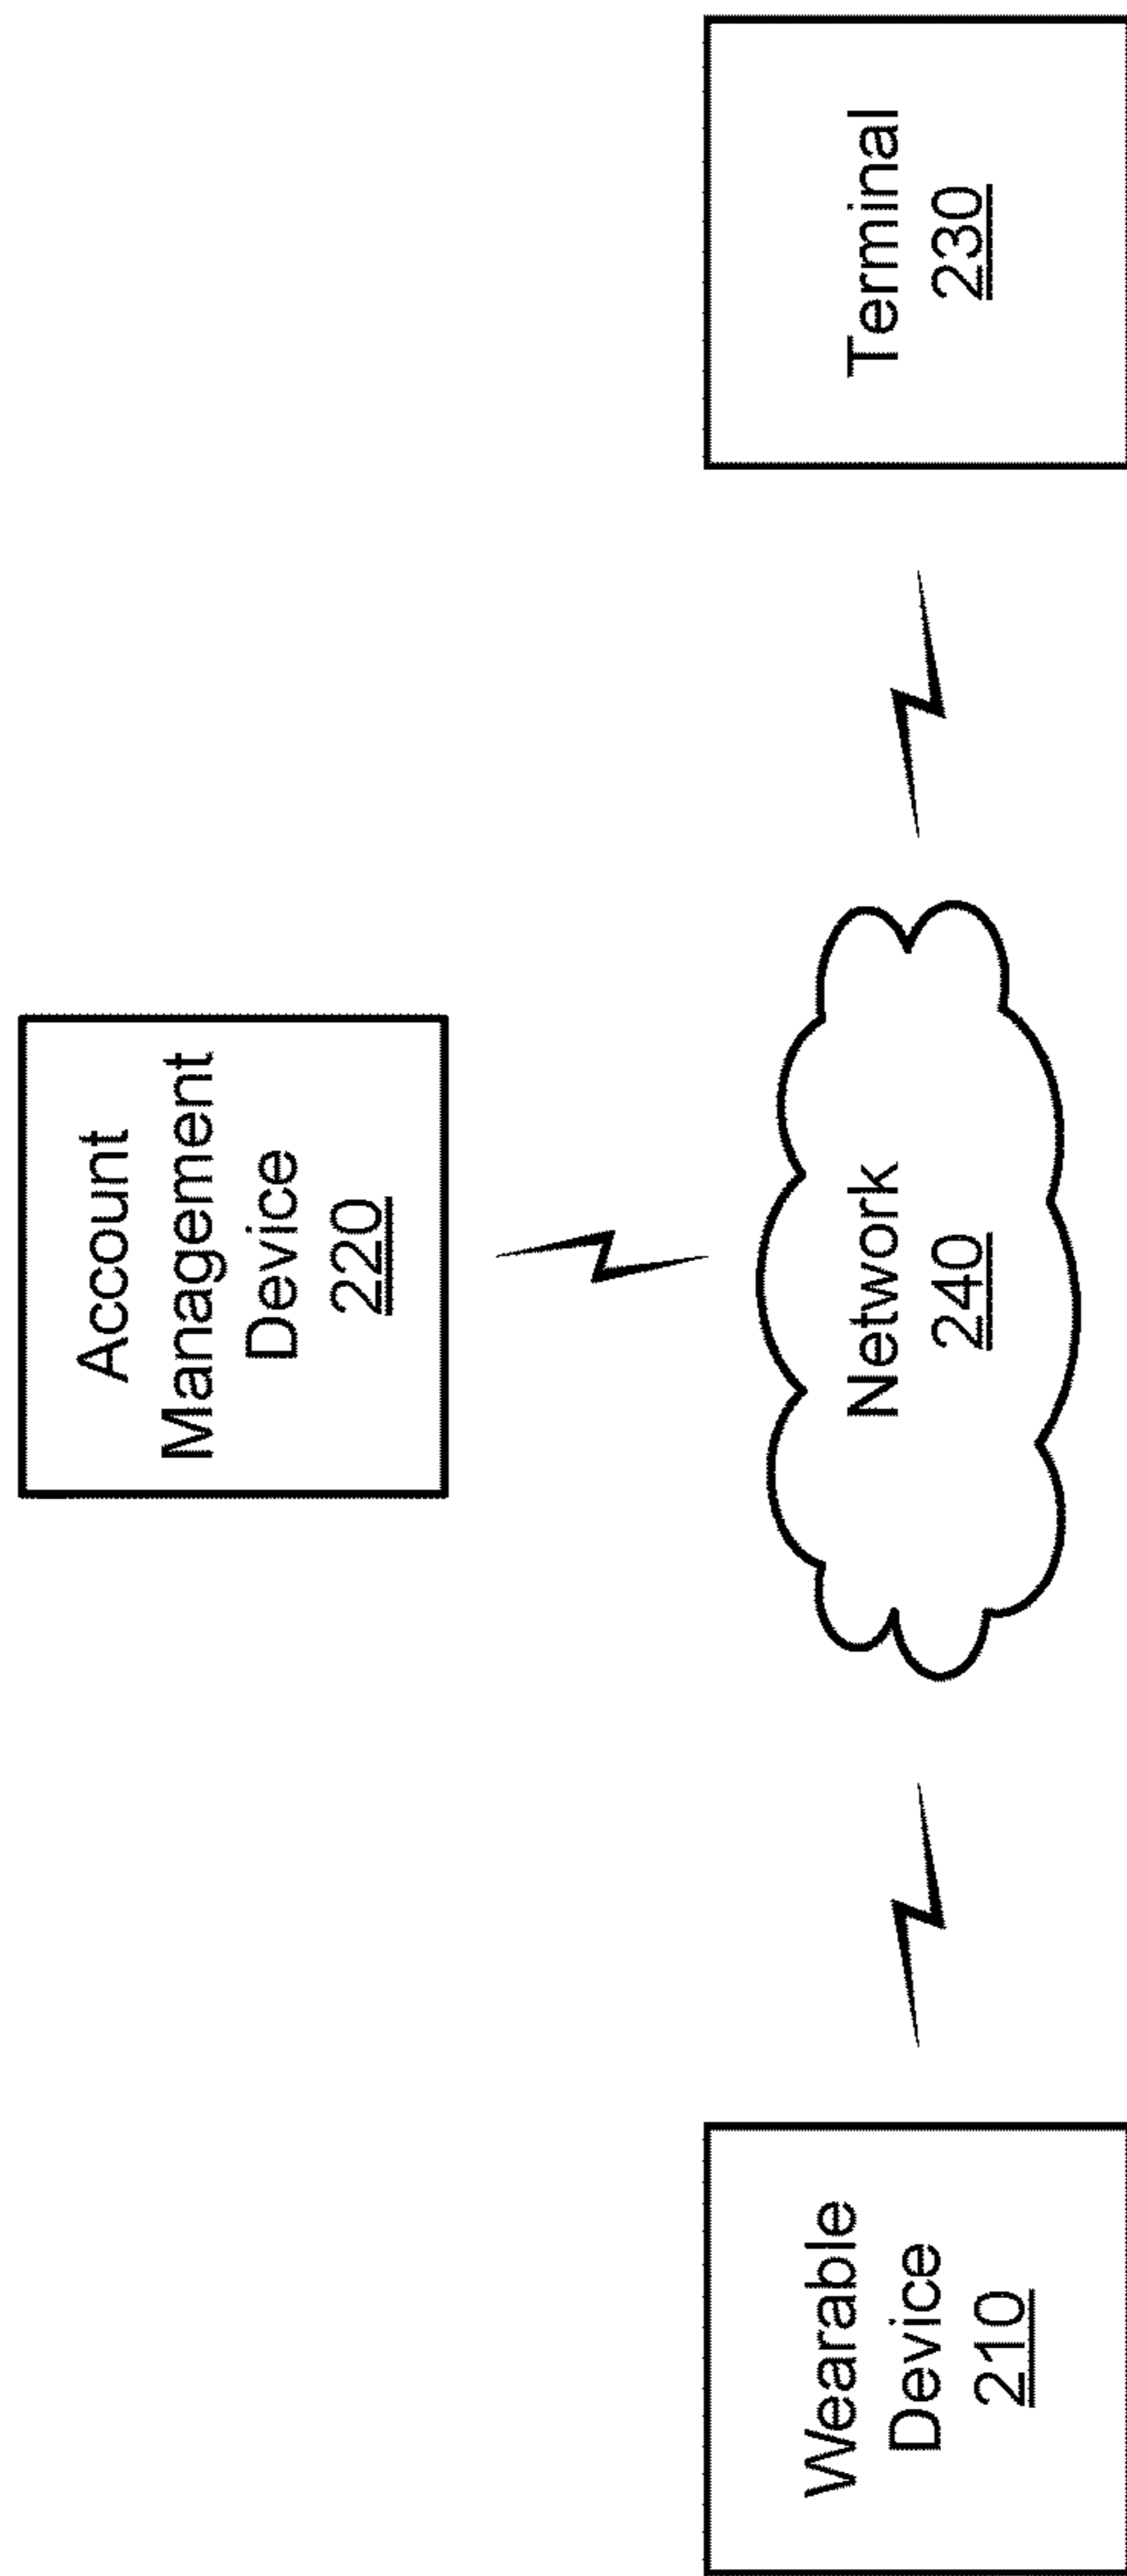 Account
Management
Device
220
Wearable
Device
210
Network
240
Terminal
230